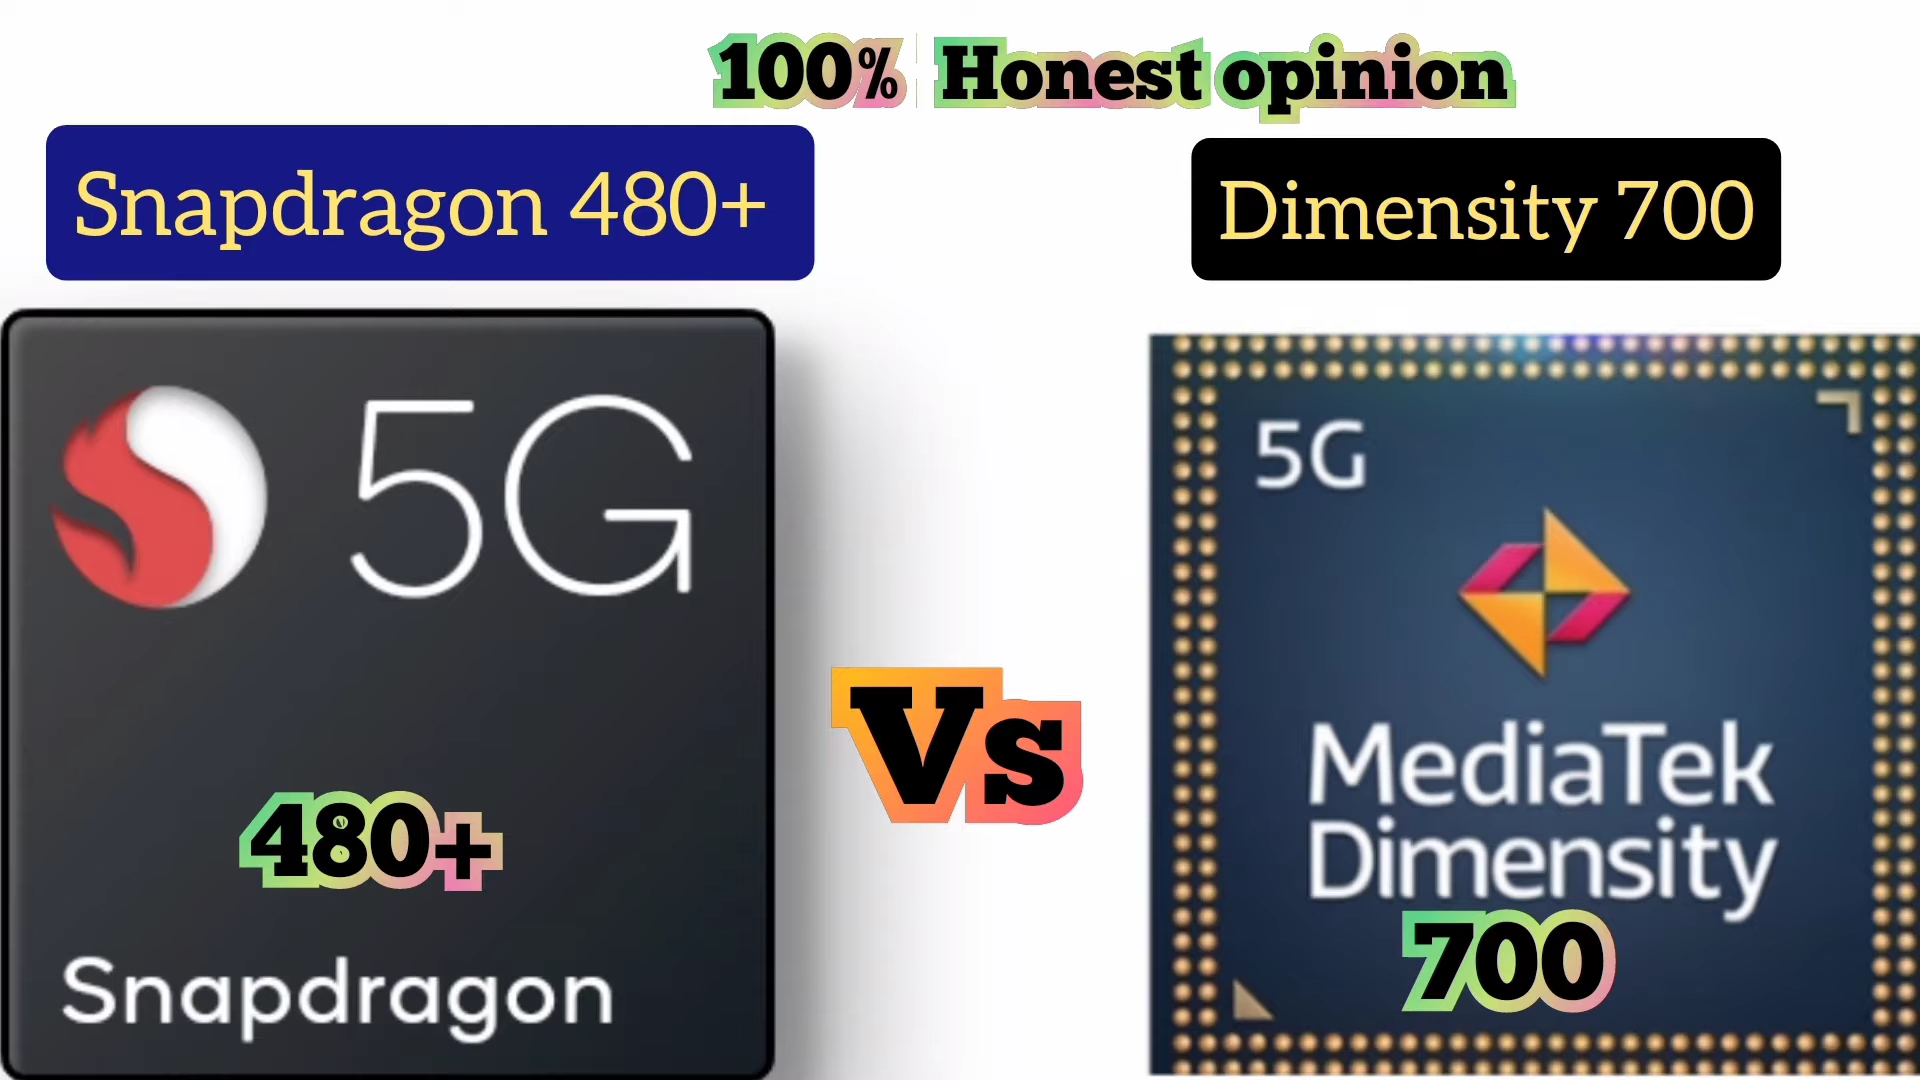 100% Honest opinion
Snapdragon 480+
Dimensity 700
5G
480+
Snapdragon
Vs
5G
MediaTek
Dimensity
700